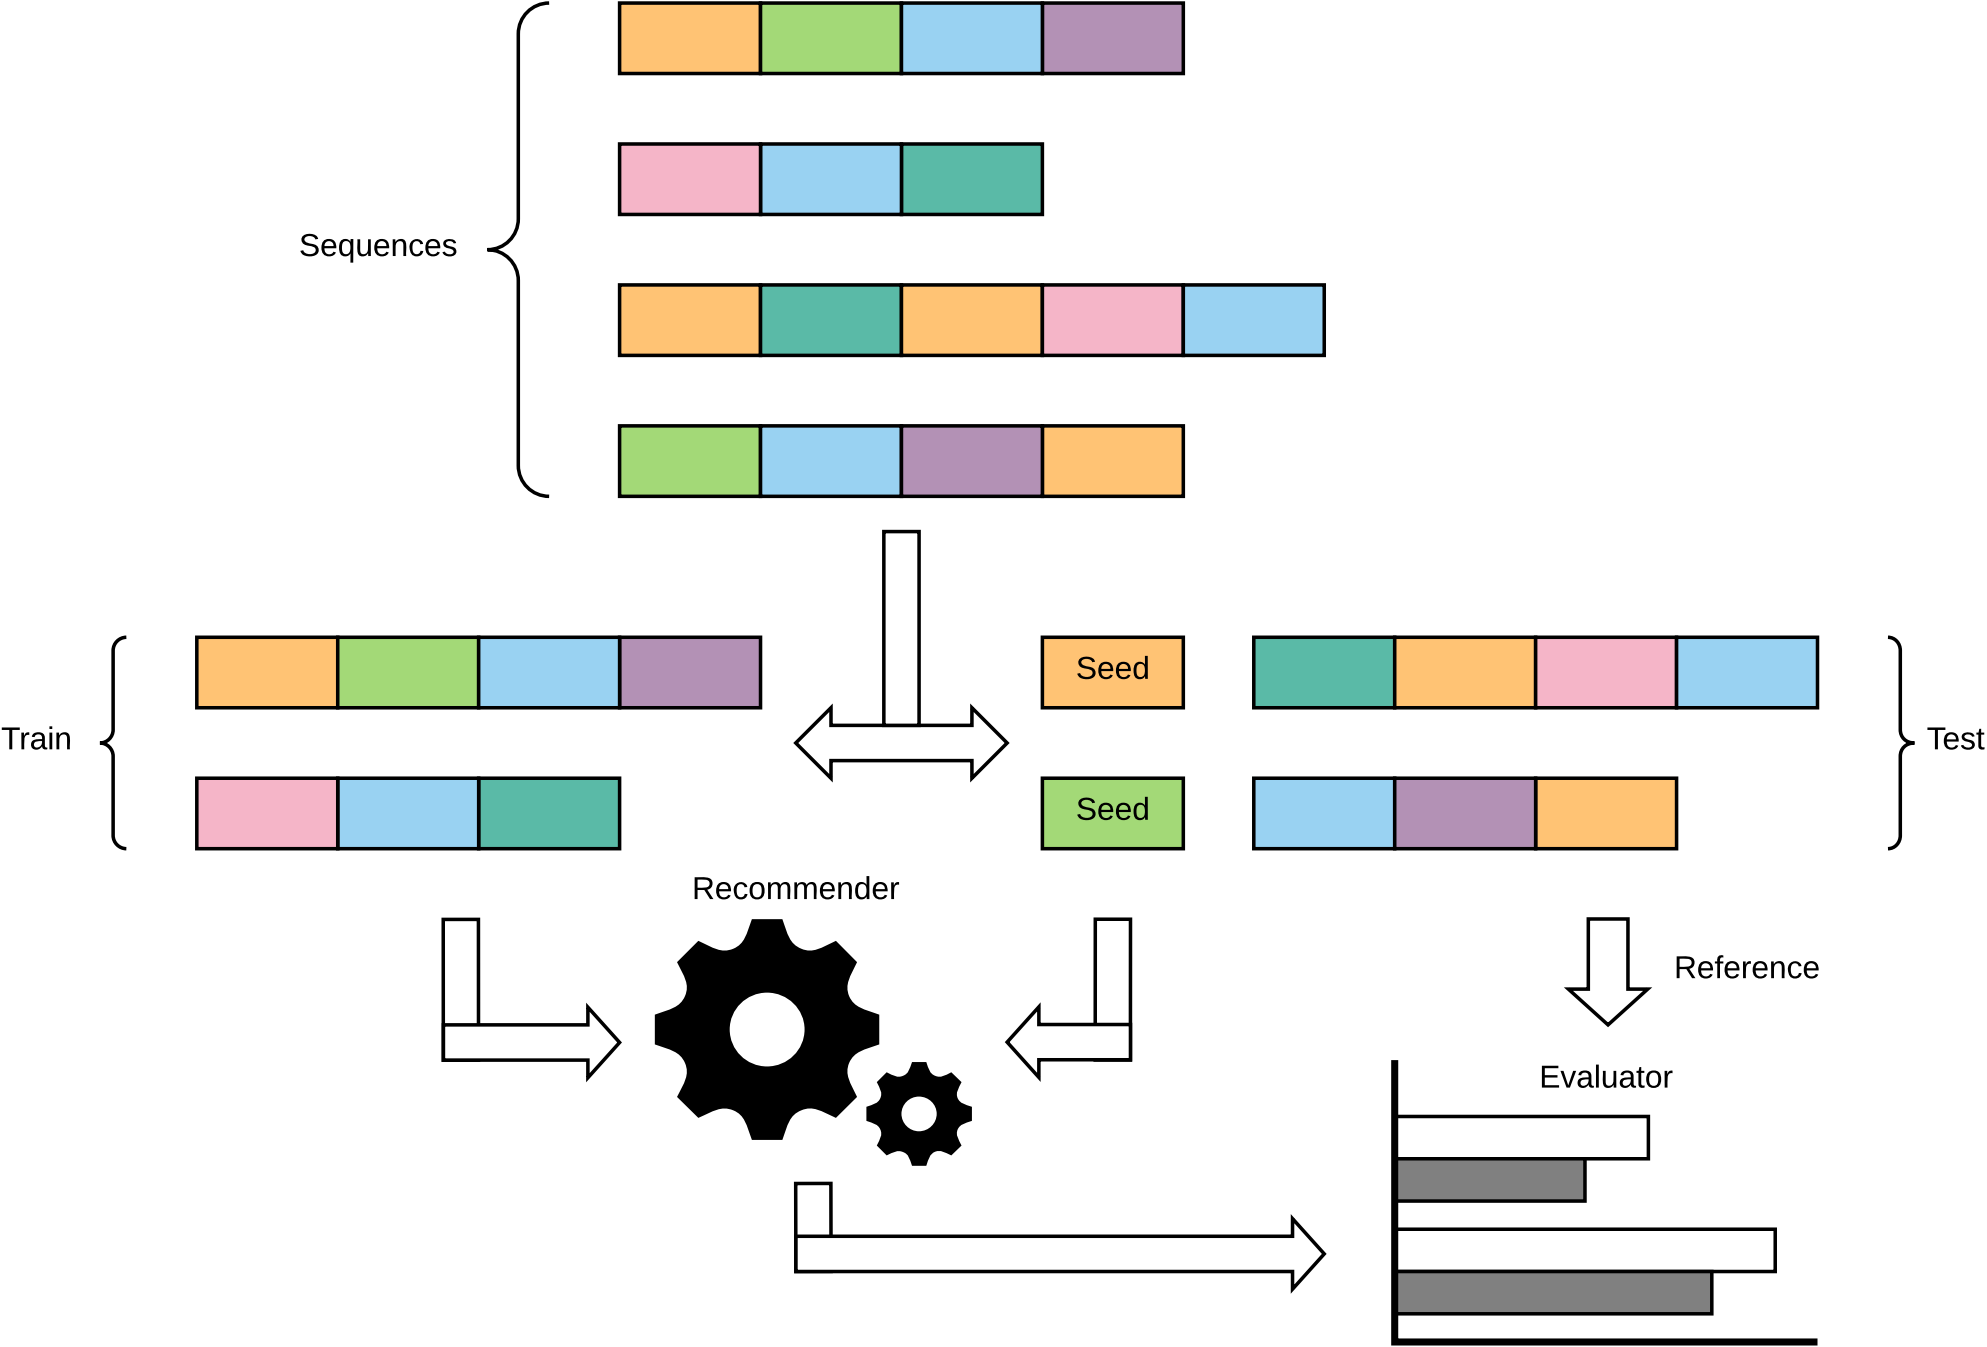 Sequences
Train
Seed
Seed
Test
Recommender
Reference
Evaluator